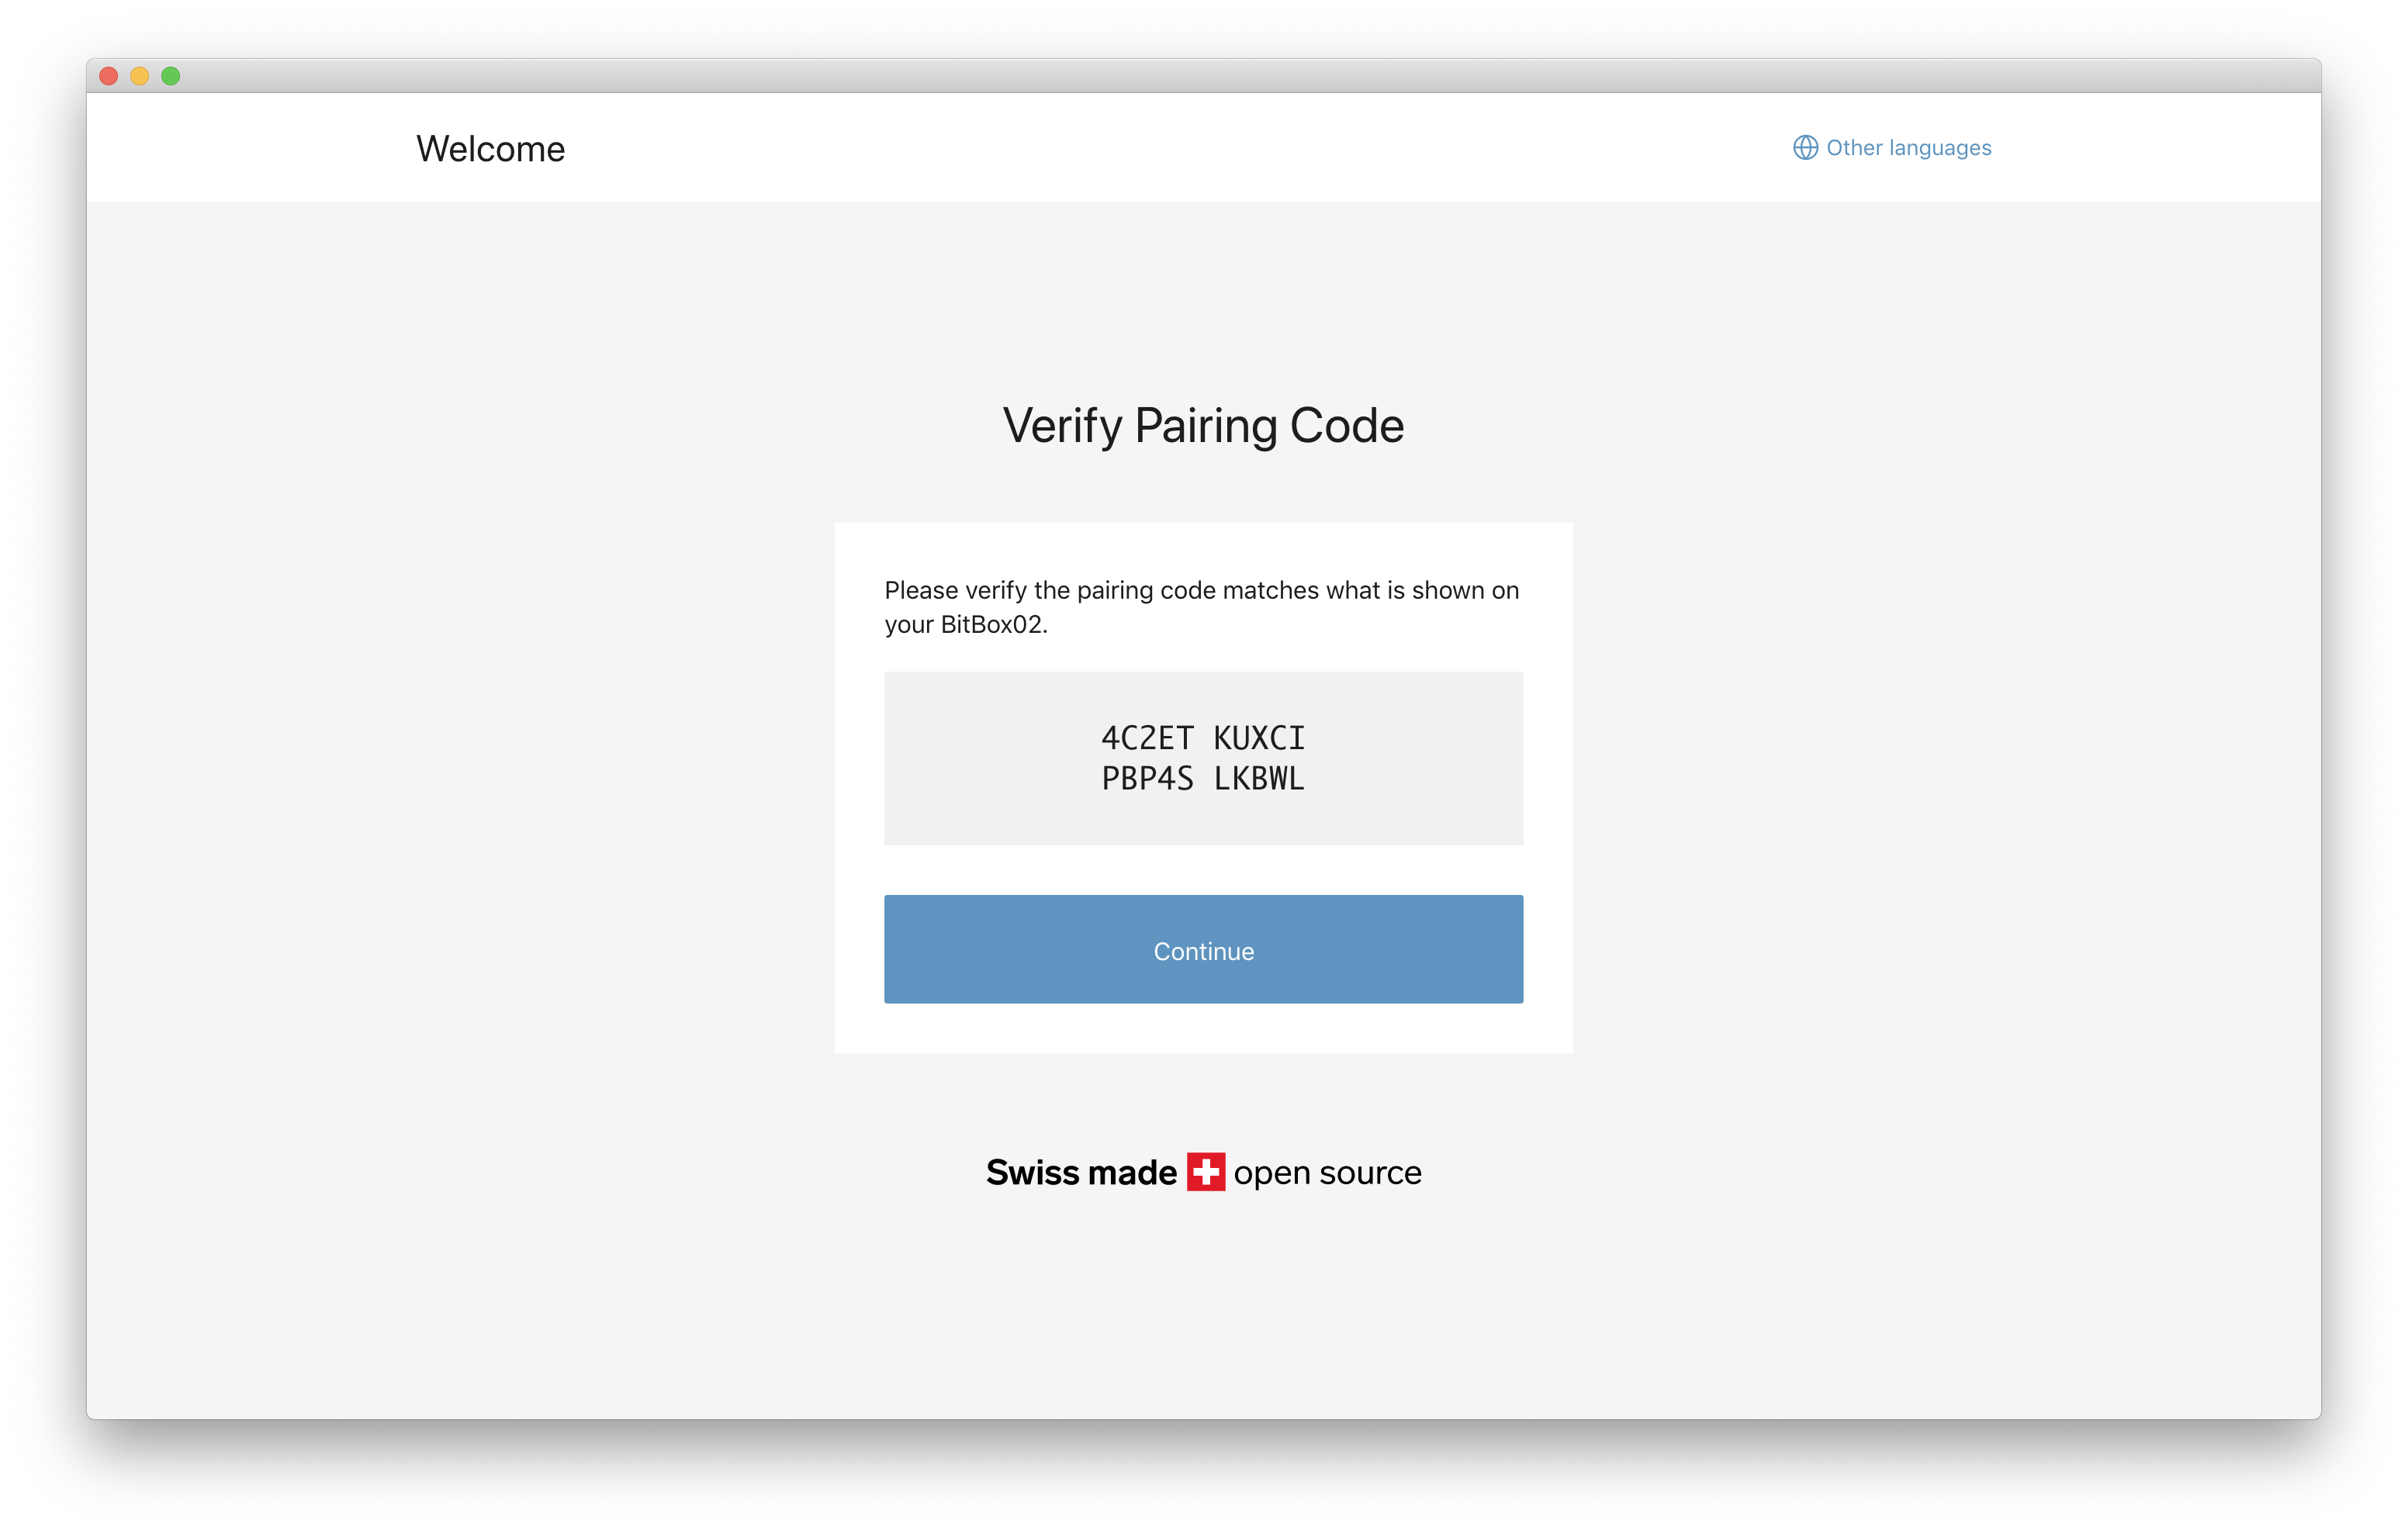 Welcome
Other languages
Verify Pairing Code
Please verify the pairing code matches what is shown on
your BitBox02.
4C2ET KUXCI
PBP4S LKBWL
Continue
Swiss made open source